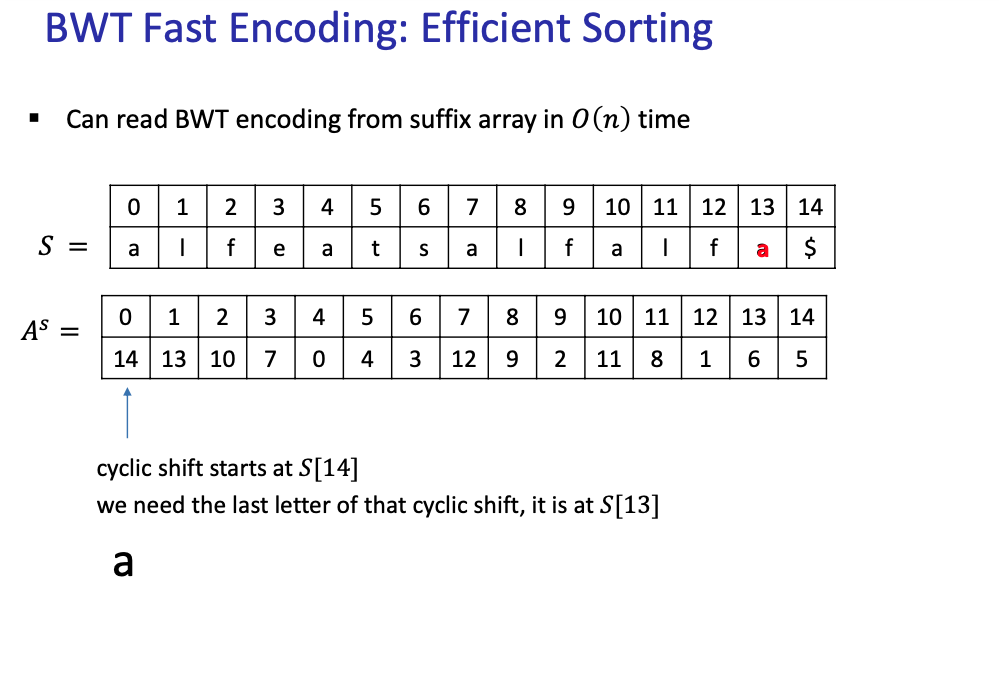 BWT Fast Encoding: Efficient Sorting
▪ Can read BWT encoding from suffix array in O(n) time
0 1 2 3 4 5 6 7 8 9 10 11 12 13 14
S = a l f e a t s a l f a l f a $
0 1 2 3 4 5 6 7 8 9 10 11 12 13 14
Aˢ = 14 13 10 7 0 4 3 12 9 2 11 8 1 6 5
cyclic shift starts at S[14]
we need the last letter of that cyclic shift, it is at S[13]
a